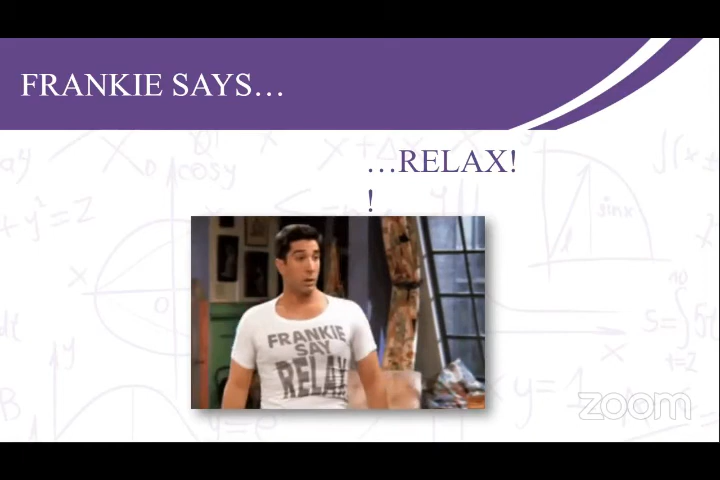 FRANKIE SAYS…
…RELAX!
!
FRANKIE
SAY
RELAX
zoom